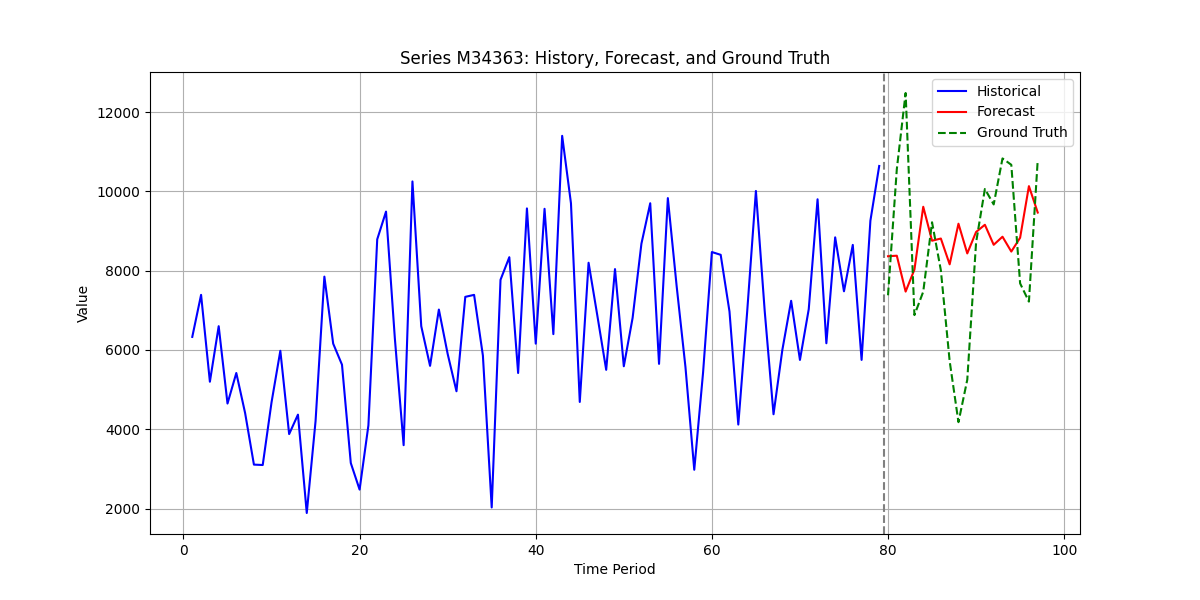 Series M34363: History, Forecast, and Ground Truth
Historical
Forecast
Ground Truth
12000
10000
8000
6000
4000
2000
Value
0
20
40
60
80
100
Time Period